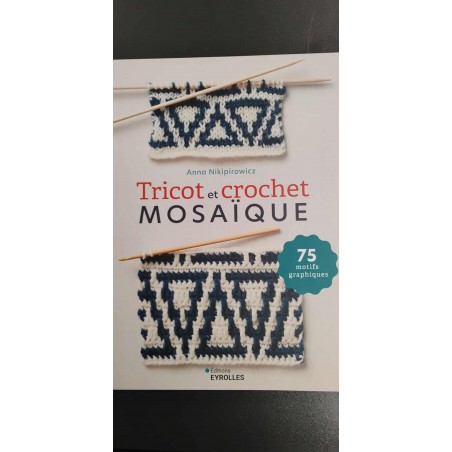 Anna Nikipirowicz
Tricot et crochet
MOSAÏQUE
75
motifs
graphiques
Éditions
EYROLLES